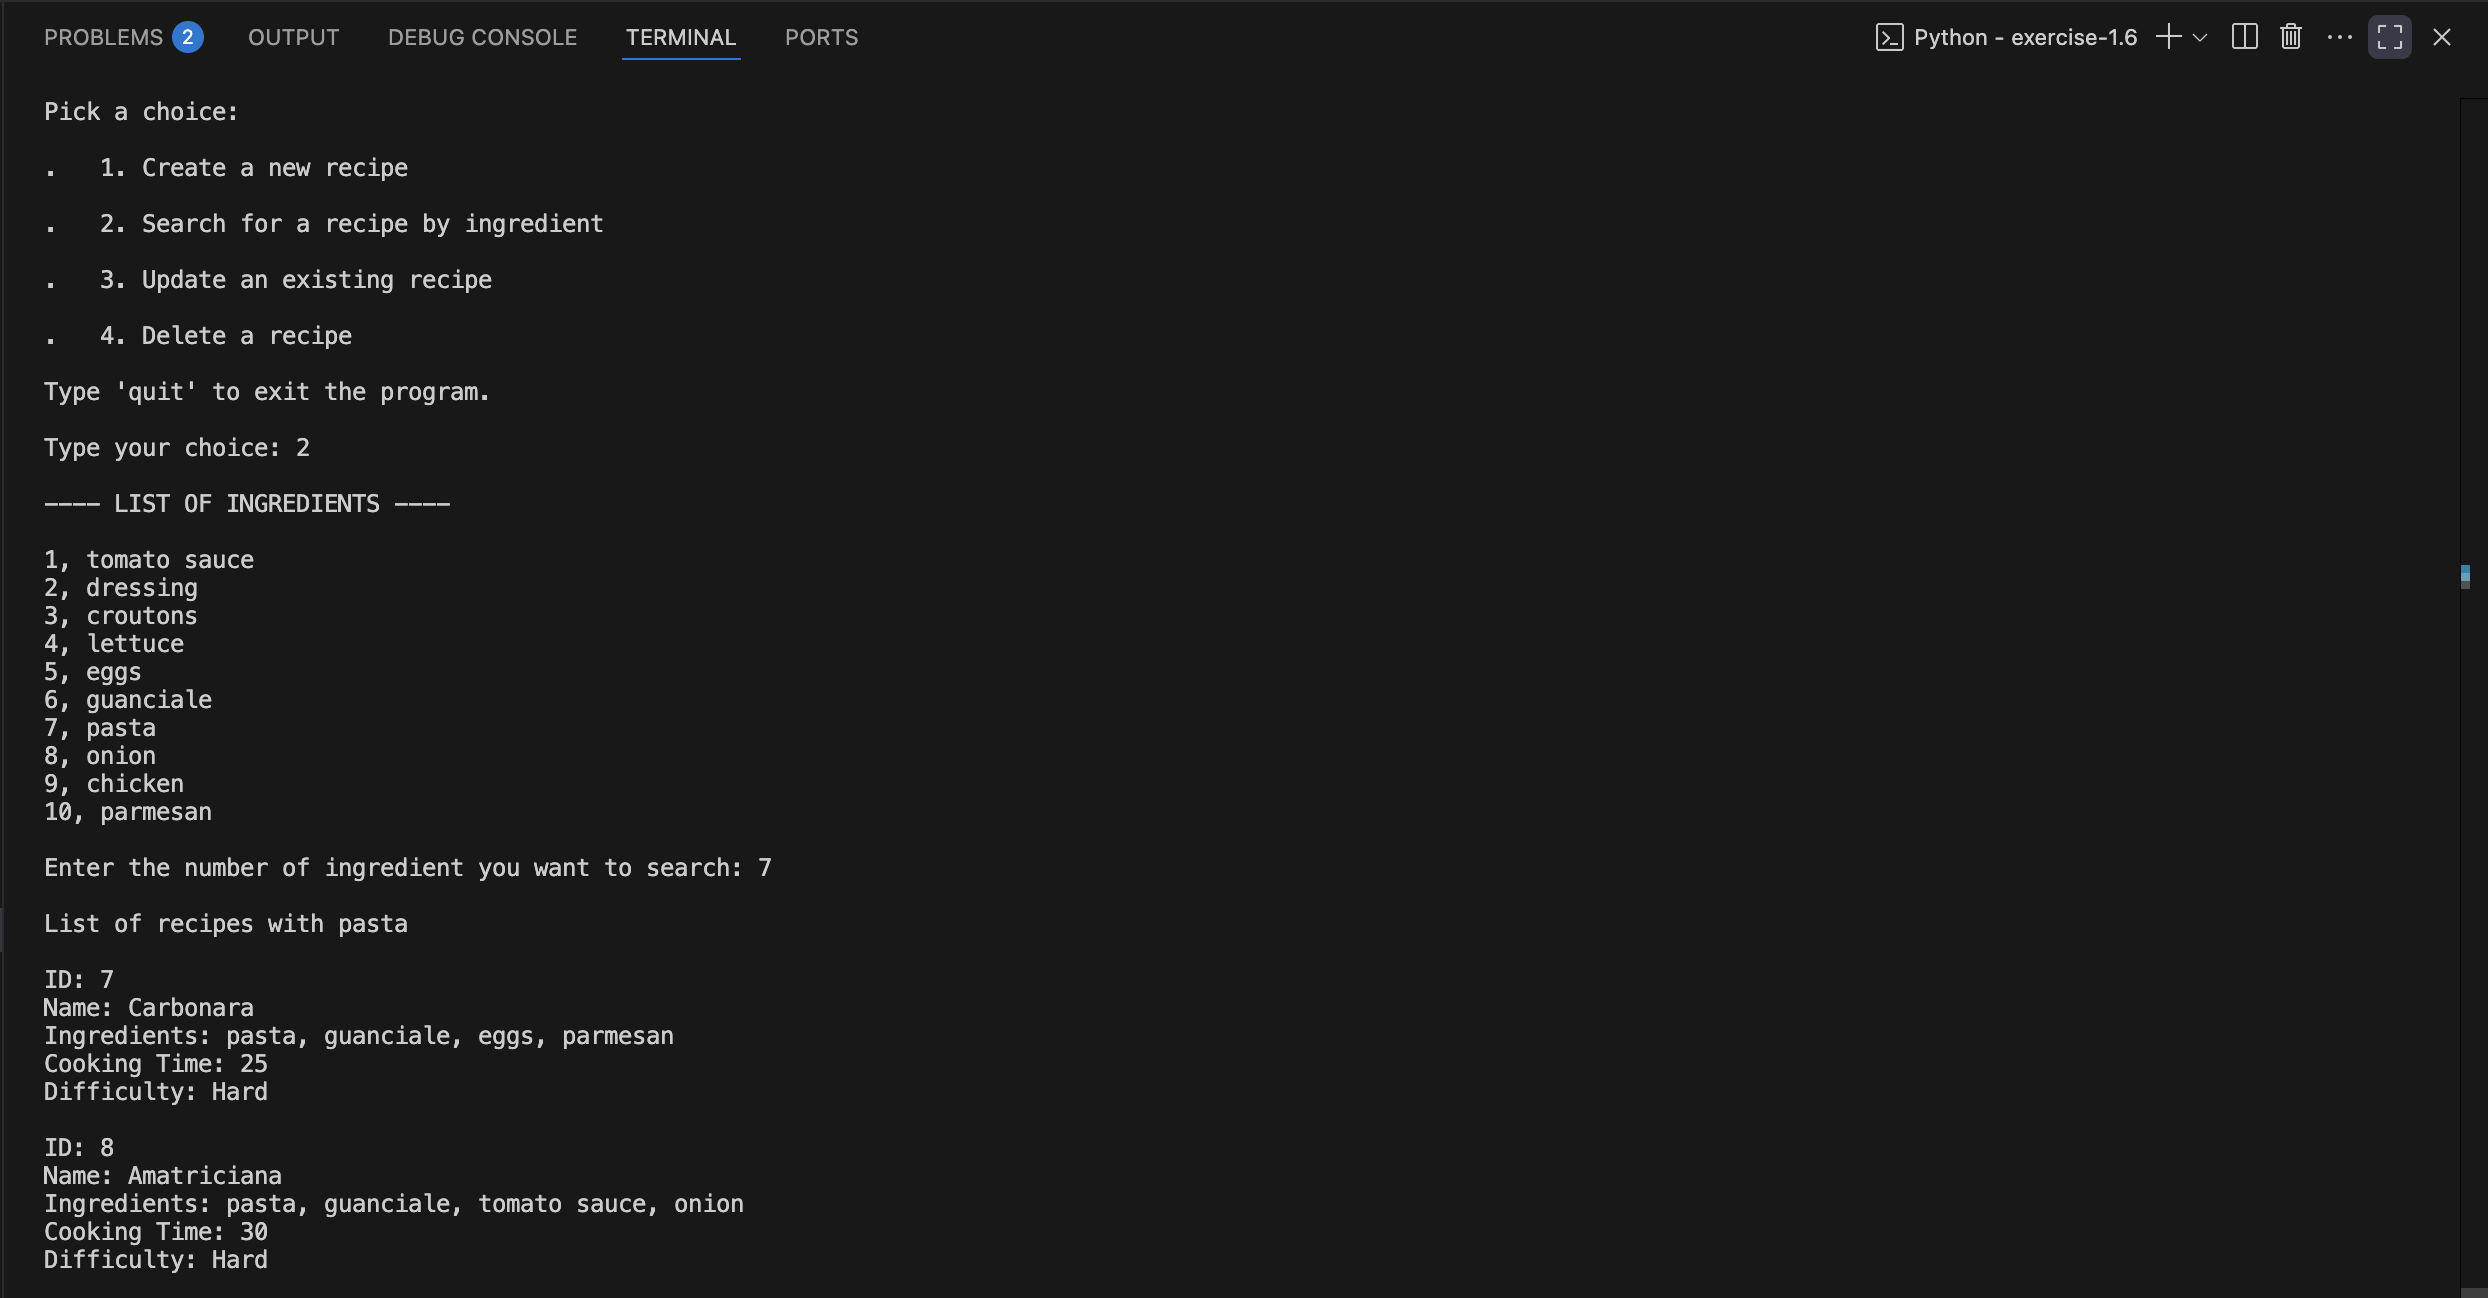 PROBLEMS 2 OUTPUT DEBUG CONSOLE TERMINAL PORTS Python - exercise-1.6
Pick a choice:
.   1. Create a new recipe
.   2. Search for a recipe by ingredient
.   3. Update an existing recipe
.   4. Delete a recipe
Type 'quit' to exit the program.
Type your choice: 2
---- LIST OF INGREDIENTS ----
1, tomato sauce
2, dressing
3, croutons
4, lettuce
5, eggs
6, guanciale
7, pasta
8, onion
9, chicken
10, parmesan
Enter the number of ingredient you want to search: 7
List of recipes with pasta
ID: 7
Name: Carbonara
Ingredients: pasta, guanciale, eggs, parmesan
Cooking Time: 25
Difficulty: Hard
ID: 8
Name: Amatriciana
Ingredients: pasta, guanciale, tomato sauce, onion
Cooking Time: 30
Difficulty: Hard